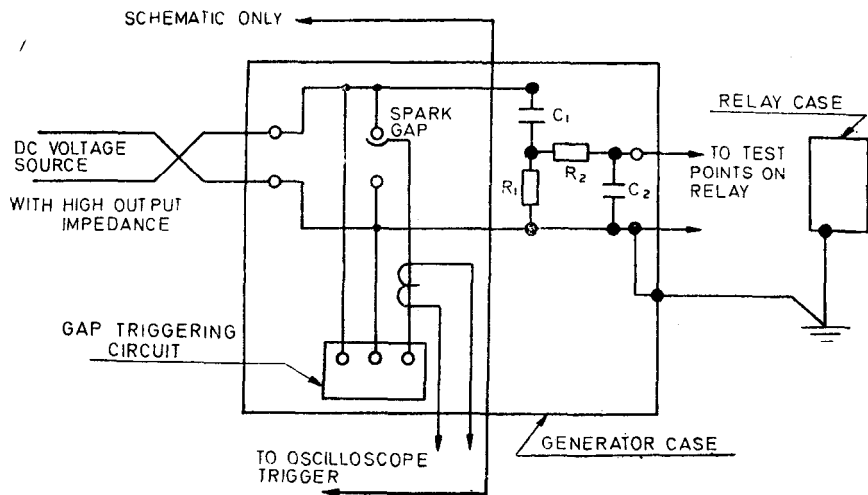 SCHEMATIC ONLY
RELAY CASE
SPARK
GAP
C1
DC VOLTAGE
SOURCE
WITH HIGH OUTPUT
IMPEDANCE
R1
R2
C2
TO TEST
POINTS ON
RELAY
GAP TRIGGERING
CIRCUIT
TO OSCILLOSCOPE
TRIGGER
GENERATOR CASE